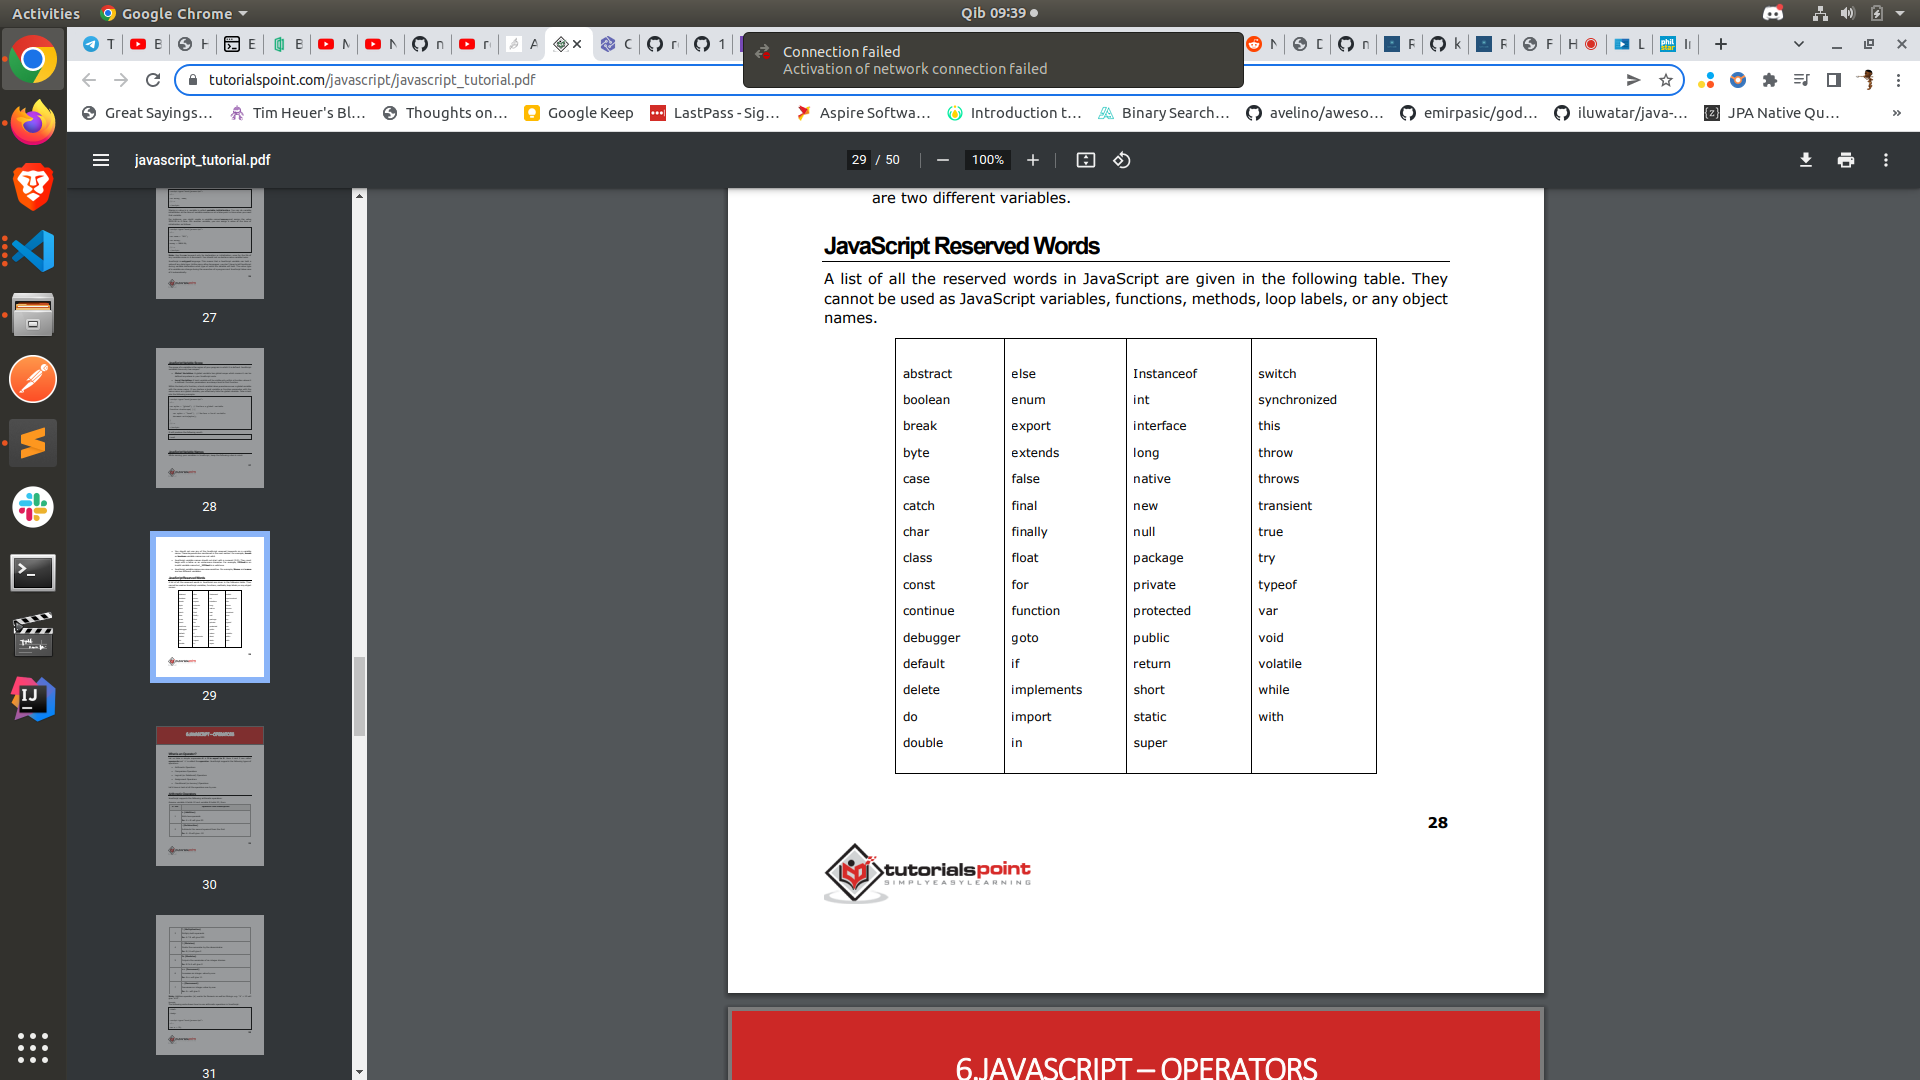 Activities
Google Chrome
Qib 09:39
Connection failed
Activation of network connection failed
tutorialspoint.com/javascript/javascript_tutorial.pdf
Great Sayings...
Tim Heuer's Bl...
Thoughts on...
Google Keep
LastPass - Sig...
Aspire Softwa...
Introduction t...
Binary Search...
avelino/aweso...
emirpasic/god...
iluwatar/java-...
JPA Native Qu...
»
javascript_tutorial.pdf
29 / 50
100%
27
28
29
30
31
are two different variables.
JavaScript Reserved Words
A list of all the reserved words in JavaScript are given in the following table. They
cannot be used as JavaScript variables, functions, methods, loop labels, or any object
names.
abstract else Instanceof switch
boolean enum int synchronized
break export interface this
byte extends long throw
case false native throws
catch final new transient
char finally null true
class float package try
const for private typeof
continue function protected var
debugger goto public void
default if return volatile
delete implements short while
do import static with
double in super
28
tutorialspoint
SIMPLYEASYLEARNING
6.JAVASCRIPT – OPERATORS